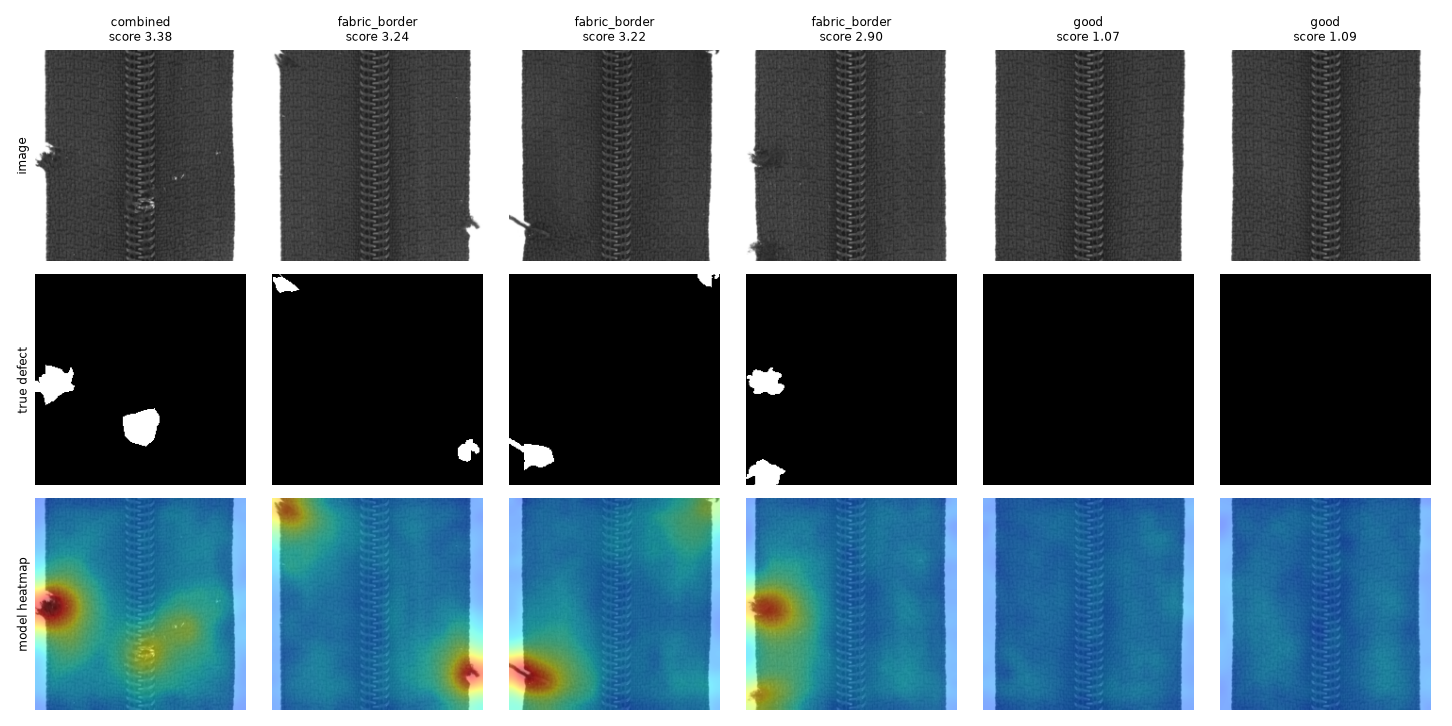 combined
score 3.38
fabric_border
score 3.24
fabric_border
score 3.22
fabric_border
score 2.90
good
score 1.07
good
score 1.09
image
true defect
model heatmap